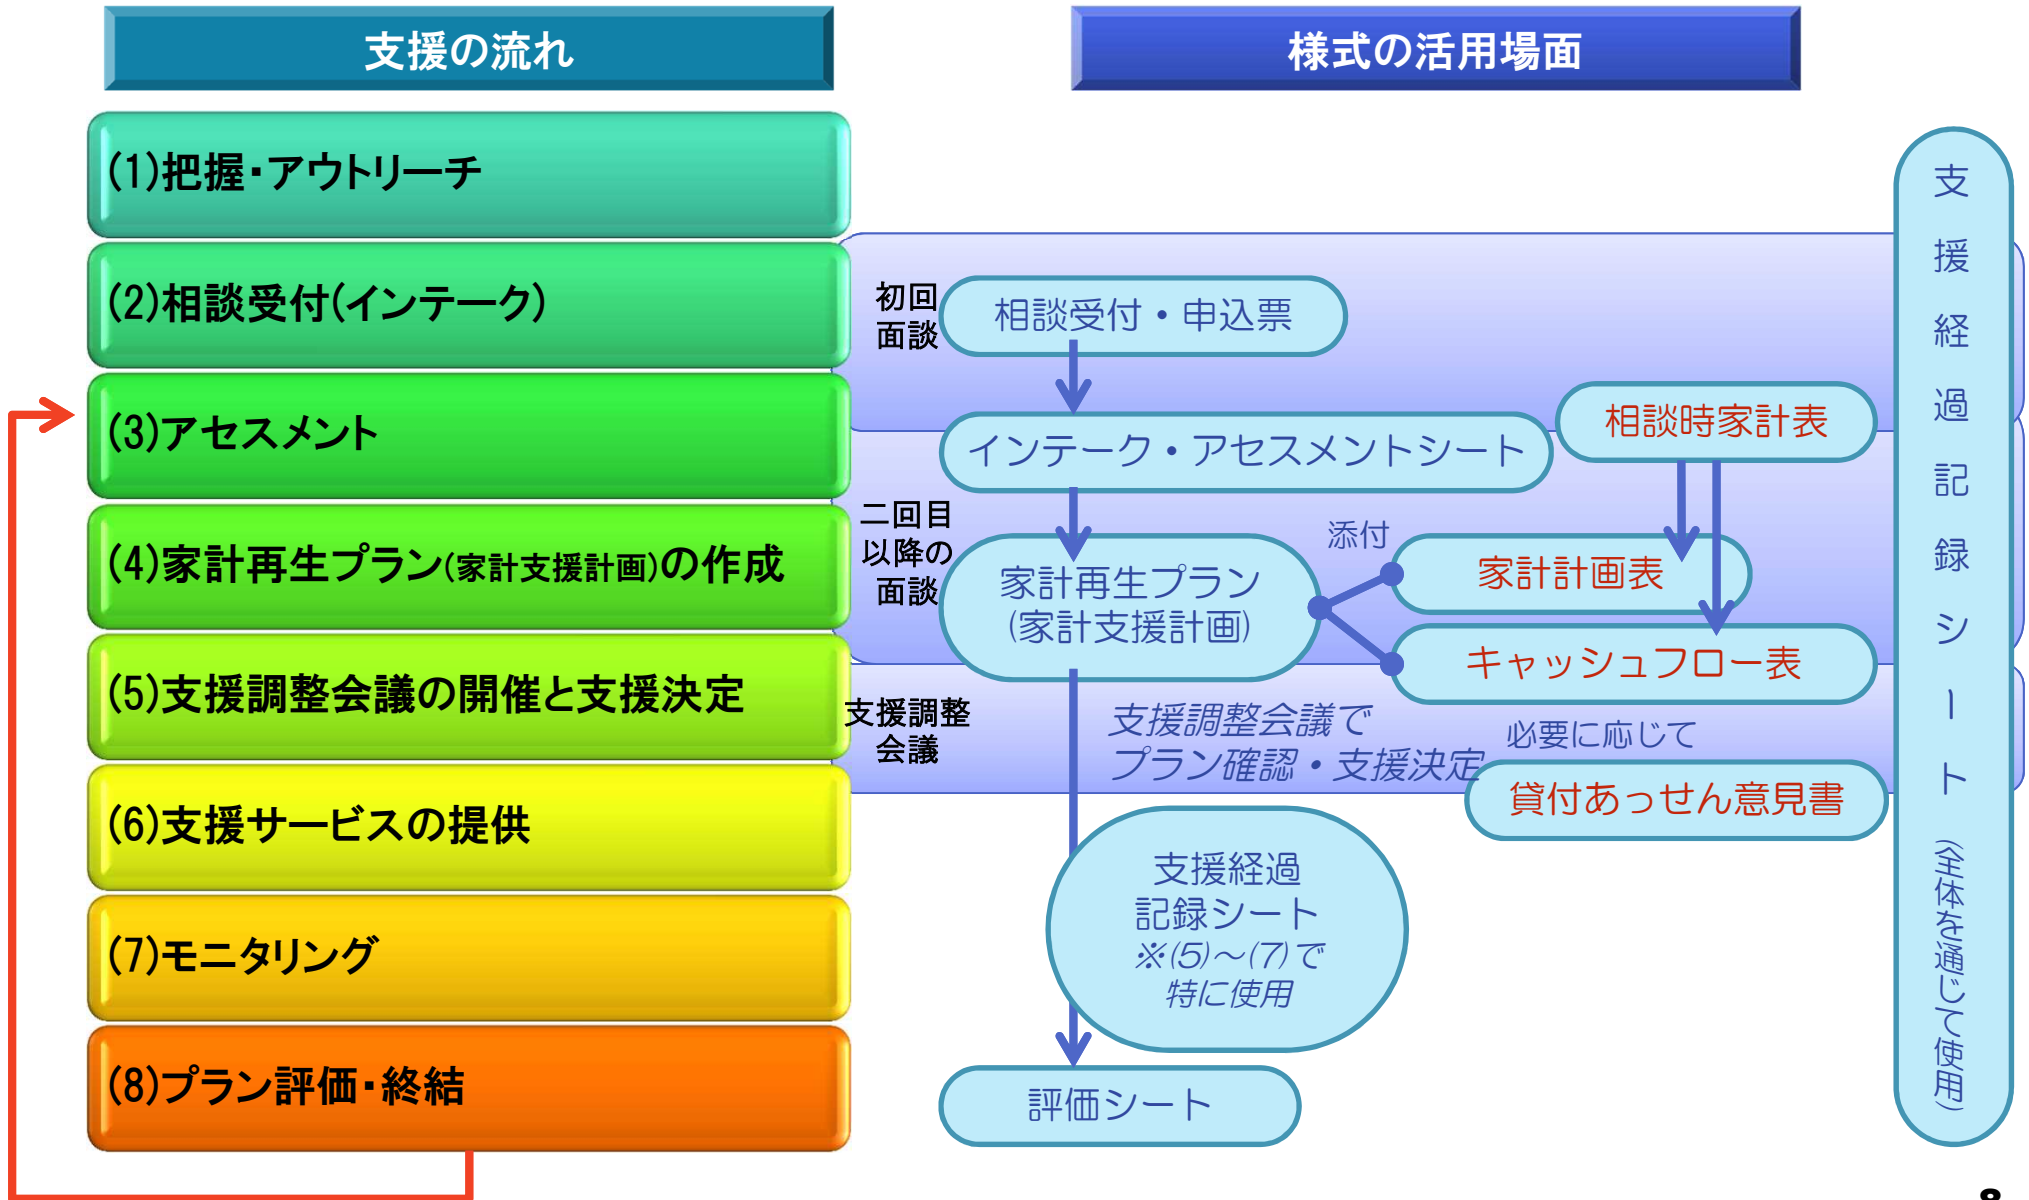 支援の流れ
様式の活用場面
(1)把握・アウトリーチ
(2)相談受付(インテーク)
(3)アセスメント
(4)家計再生プラン(家計支援計画)の作成
(5)支援調整会議の開催と支援決定
(6)支援サービスの提供
(7)モニタリング
(8)プラン評価・終結
初回
面談
相談受付・申込票
相談時家計表
インテーク・アセスメントシート
二回目
以降の
面談
添付
家計再生プラン
(家計支援計画)
家計計画表
キャッシュフロー表
支援調整
会議
支援調整会議で
プラン確認・支援決定
必要に応じて
貸付あっせん意見書
支援経過
記録シート
※(5)～(7)で
特に使用
評価シート
支援経過記録シート(全体を通じて使用)
8